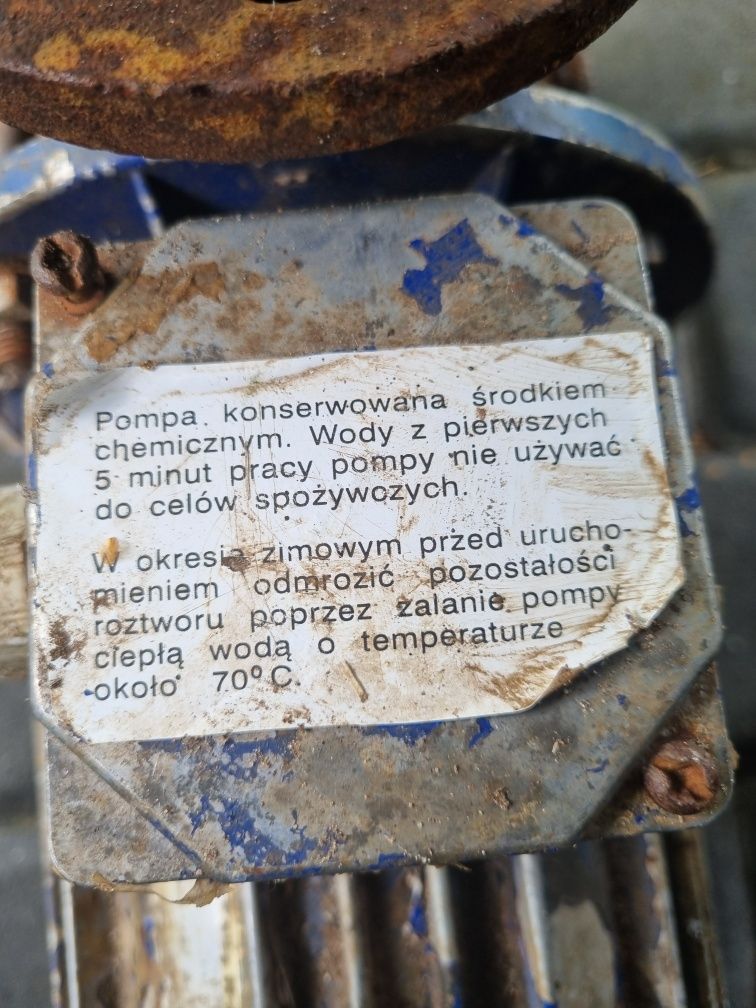 Pompa konserwowana środkiem
chemicznym. Wody z pierwszych
5 minut pracy pompy nie używać
do celów spożywczych.
W okresie zimowym przed urucho-
mieniem odmrozić pozostałości
roztworu poprzez zalanie pompy
ciepłą wodą o temperaturze
około 70°C.